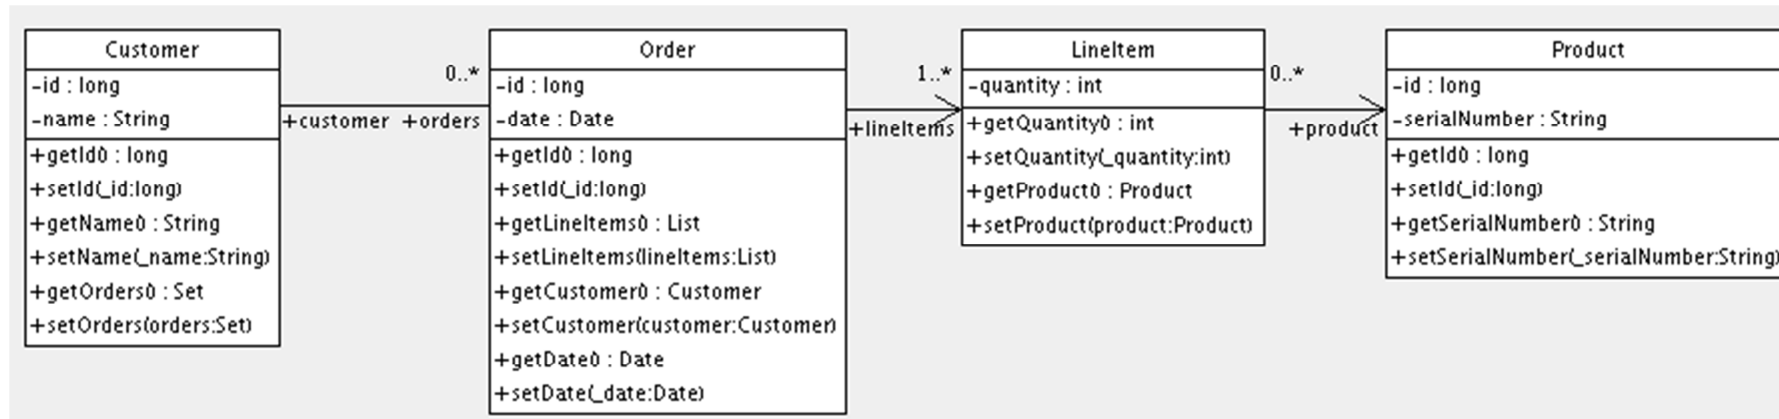 Customer
-id : long
-name : String
+getId() : long
+setId(_id:long)
+getName() : String
+setName(_name:String)
+getOrders() : Set
+setOrders(orders:Set)
0..*
+customer +orders
Order
-id : long
-date : Date
+getId() : long
+setId(_id:long)
+getLineItems() : List
+setLineItems(lineItems:List)
+getCustomer() : Customer
+setCustomer(customer:Customer)
+getDate() : Date
+setDate(_date:Date)
1..*
+lineItems
LineItem
-quantity : int
+getQuantity() : int
+setQuantity(_quantity:int)
+getProduct() : Product
+setProduct(product:Product)
0..*
+product
Product
-id : long
-serialNumber : String
+getId() : long
+setId(_id:long)
+getSerialNumber() : String
+setSerialNumber(_serialNumber:String)